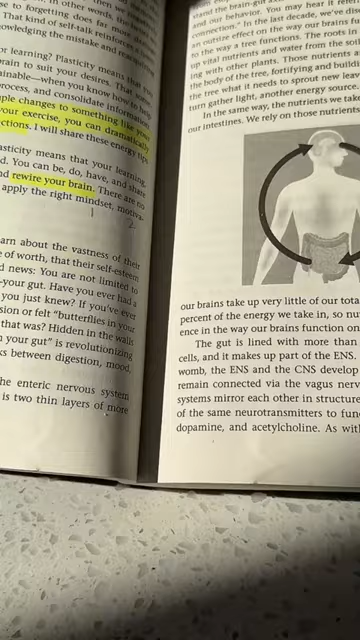 to forgetting does far more
That kind of self-talk reinforces
knowledging the mistake and
or learning? Plasticity means that you
brain to suit your desires. That
ainable—when you know how to
process, and consolidate information
ple changes to something like your
your exercise, you can dramatically
ctions. I will share these energy tips
asticity means that your learning,
d. You can be, do, have, and share
nd rewire your brain. There are no
apply the right mindset, motiva-
1 2.
arn about the vastness of their
of worth, that their self-esteem
d news: You are not limited to
-your gut. Have you ever had a
you just knew? If you've ever
sion or felt "butterflies in your
that was? Hidden in the walls
n your gut" is revolutionizing
ks between digestion, mood,
he enteric nervous system
is two thin layers of more
stand the brain-gut
and our behavior. You may hear it
connection." In the last decade, we've
an outsize effect on the way our brains
to the way a tree functions. The roots in
up vital nutrients and water from the
ing with other plants. Those nutrients
the body of the tree, fortifying and
the tree what it needs to sprout new
turn gather light, another energy source.
In the same way, the nutrients we take
our intestines. We rely on those nutrients
our brains take up very little of our tota
percent of the energy we take in, so nu
ence in the way our brains function on
The gut is lined with more than
cells, and it makes up part of the ENS.
womb, the ENS and the CNS develop
remain connected via the vagus nerv
systems mirror each other in structure
of the same neurotransmitters to func
dopamine, and acetylcholine. As wit